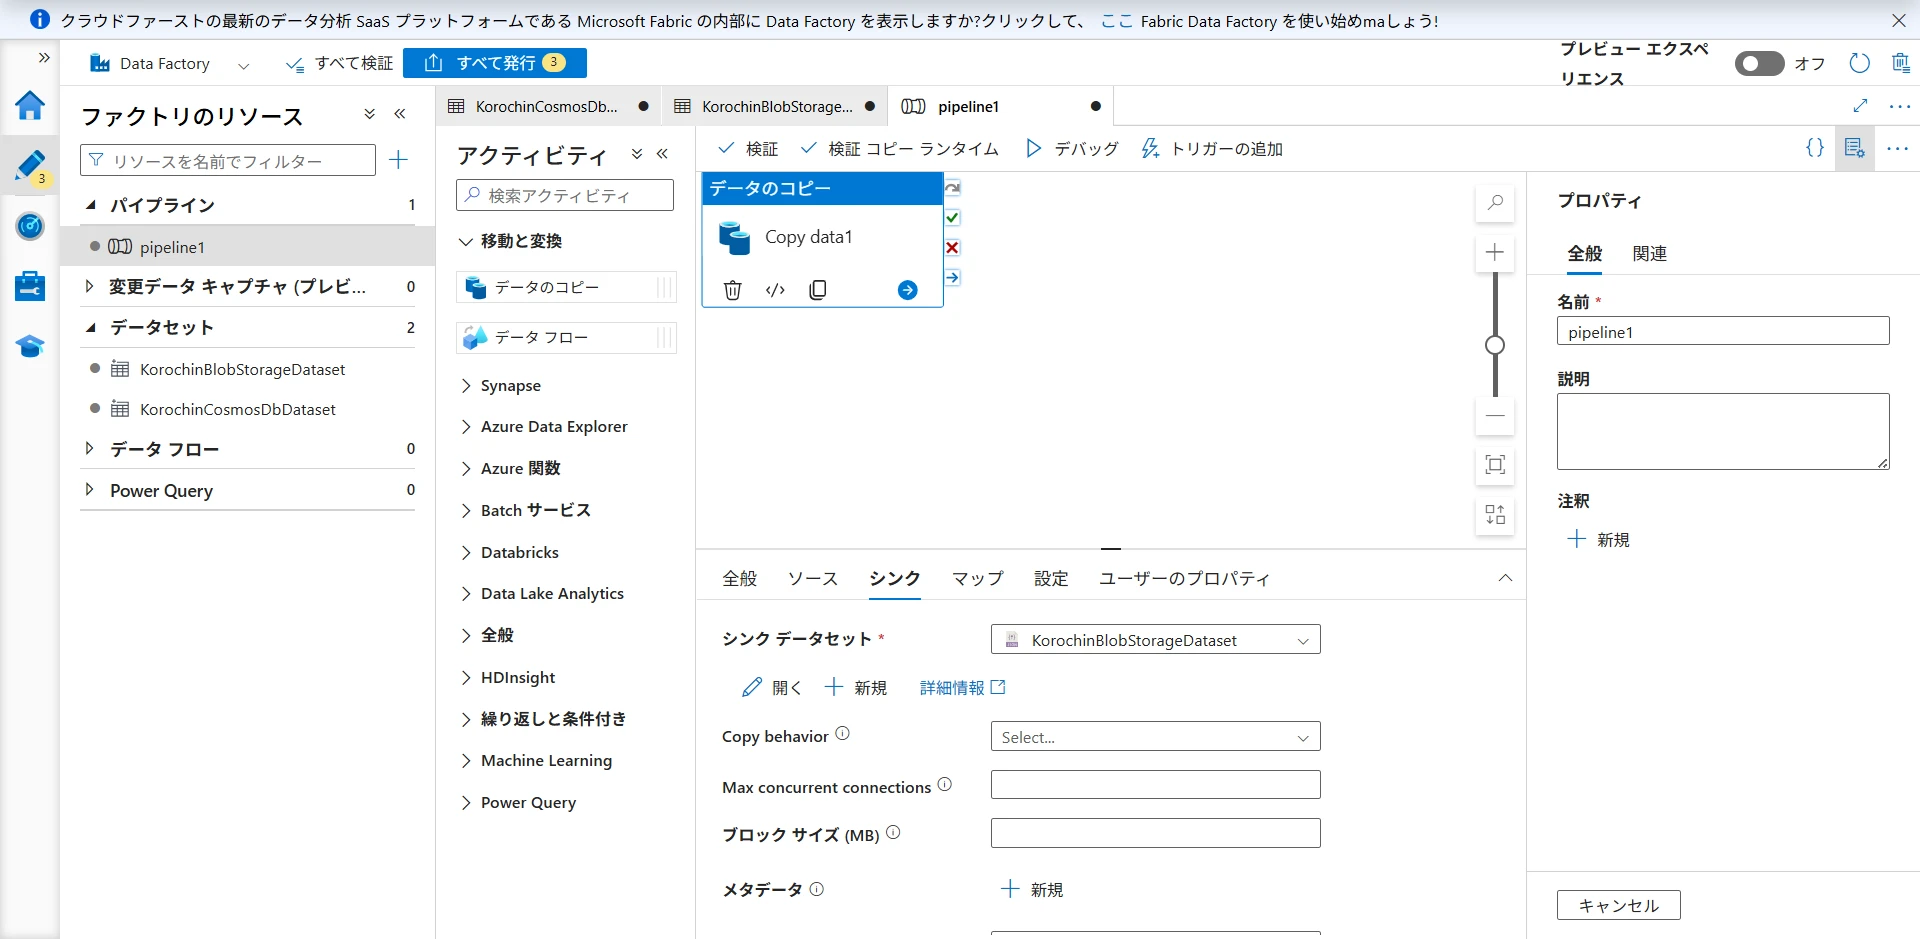 クラウドファーストの最新のデータ分析 SaaS プラットフォームである Microsoft Fabric の内部に Data Factory を表示しますか?クリックして、 ここ Fabric Data Factory を使い始めmaしょう!
Data Factory
すべて検証
すべて発行 3
プレビュー エクスペリエンス
オフ
3
ファクトリのリソース
リソースを名前でフィルター
パイプライン 1
pipeline1
変更データ キャプチャ (プレビ... 0
データセット 2
KorochinBlobStorageDataset
KorochinCosmosDbDataset
データ フロー 0
Power Query 0
KorochinCosmosDb...
KorochinBlobStorage...
pipeline1
アクティビティ
検索アクティビティ
移動と変換
データのコピー
データ フロー
Synapse
Azure Data Explorer
Azure 関数
Batch サービス
Databricks
Data Lake Analytics
全般
HDInsight
繰り返しと条件付き
Machine Learning
Power Query
検証
検証 コピー ランタイム
デバッグ
トリガーの追加
データのコピー
Copy data1
全般
ソース
シンク
マップ
設定
ユーザーのプロパティ
シンク データセット *
KorochinBlobStorageDataset
開く
新規
詳細情報
Copy behavior
Select...
Max concurrent connections
ブロック サイズ (MB)
メタデータ
新規
プロパティ
全般
関連
名前 *
pipeline1
説明
注釈
新規
キャンセル